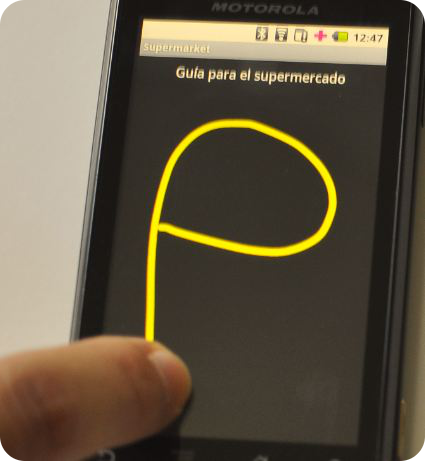 MOTOROLA
12:47
Supermarket
Guía para el supermercado
P